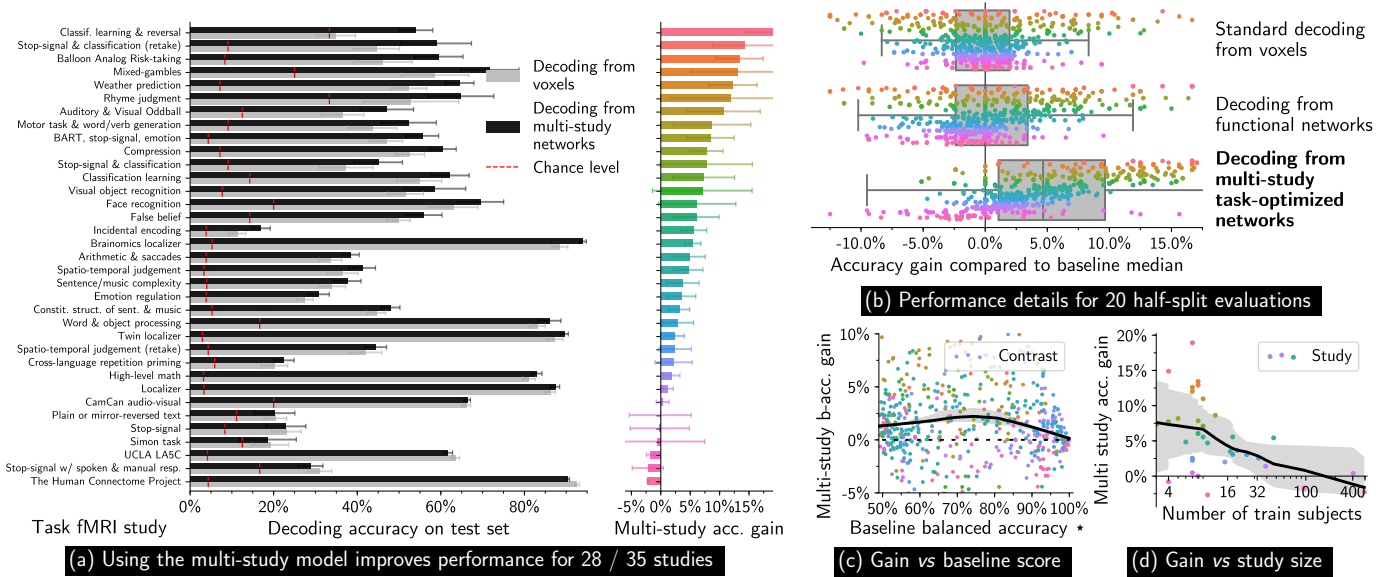 Classif. learning & reversal
Stop-signal & classification (retake)
Balloon Analog Risk-taking
Mixed-gambles
Weather prediction
Rhyme judgment
Auditory & Visual Oddball
Motor task & word/verb generation
BART, stop-signal, emotion
Compression
Stop-signal & classification
Classification learning
Visual object recognition
Face recognition
False belief
Incidental encoding
Brainomics localizer
Arithmetic & saccades
Spatio-temporal judgement
Sentence/music complexity
Emotion regulation
Constit. struct. of sent. & music
Word & object processing
Twin localizer
Spatio-temporal judgement (retake)
Cross-language repetition priming
High-level math
Localizer
CamCan audio-visual
Plain or mirror-reversed text
Stop-signal
Simon task
UCLA LA5C
Stop-signal w/ spoken & manual resp.
The Human Connectome Project
Decoding from
voxels
Decoding from
multi-study
networks
Chance level
0% 20% 40% 60% 80%
-5% 0% 5% 10% 15%
Task fMRI study
Decoding accuracy on test set
Multi-study acc. gain
(a) Using the multi-study model improves performance for 28 / 35 studies
Standard decoding
from voxels
Decoding from
functional networks
Decoding from
multi-study
task-optimized
networks
-10.0% -5.0% 0.0% 5.0% 10.0% 15.0%
Accuracy gain compared to baseline median
(b) Performance details for 20 half-split evaluations
Multi-study b-acc. gain
10%
5%
0%
-5%
Contrast
50% 60% 70% 80% 90% 100%
Baseline balanced accuracy ⋆
(c) Gain vs baseline score
Multi study acc. gain
20%
15%
10%
5%
0%
Study
4 16 32 100 400
Number of train subjects
(d) Gain vs study size